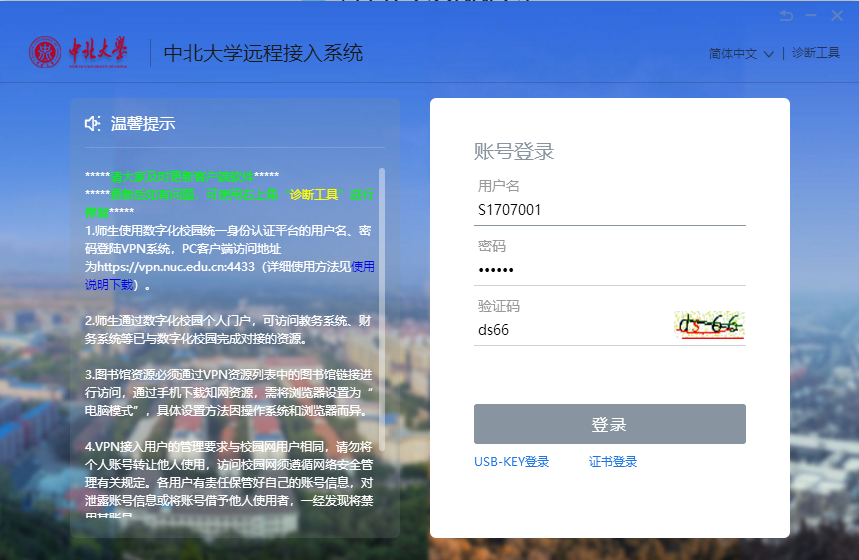 中北大學
中北大学远程接入系统
简体中文
诊断工具
温馨提示
*****
*****
*****
诊断工具
*****
1.师生使用数字化校园统一身份认证平台的用户名、密
码登陆VPN系统，PC客户端访问地址
为https://vpn.nuc.edu.cn:4433（详细使用方法见使用
说明下载）。
2.师生通过数字化校园个人门户，可访问教务系统、财
务系统等已与数字化校园完成对接的资源。
3.图书馆资源必须通过VPN资源列表中的图书馆链接进
行访问，通过手机下载知网资源，需将浏览器设置为“
电脑模式”，具体设置方法因操作系统和浏览器而异。
4.VPN接入用户的管理要求与校园网用户相同，请勿将
个人账号转让他人使用，访问校园网须遵循网络安全管
理有关规定。各用户有责任保管好自己的账号信息，对
泄露账号信息或将账号借予他人使用者，一经发现将禁
用其账号
账号登录
用户名
S1707001
密码
••••••
验证码
ds66
ds-66
登录
USB-KEY登录
证书登录